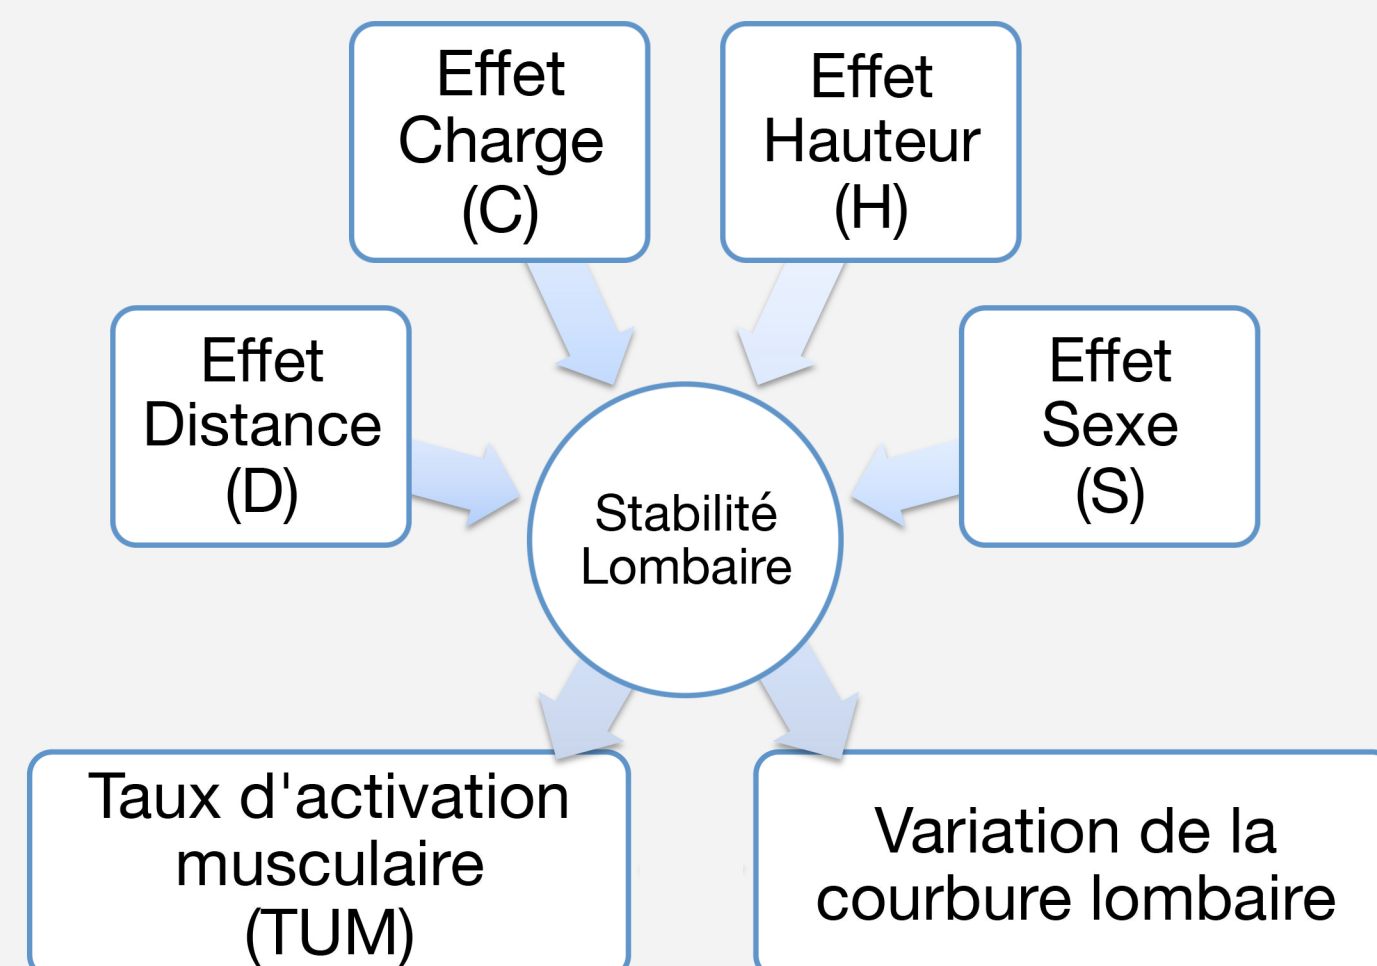 Effet
Charge
(C)
Effet
Hauteur
(H)
Effet
Distance
(D)
Effet
Sexe
(S)
Stabilité
Lombaire
Taux d'activation
musculaire
(TUM)
Variation de la
courbure lombaire